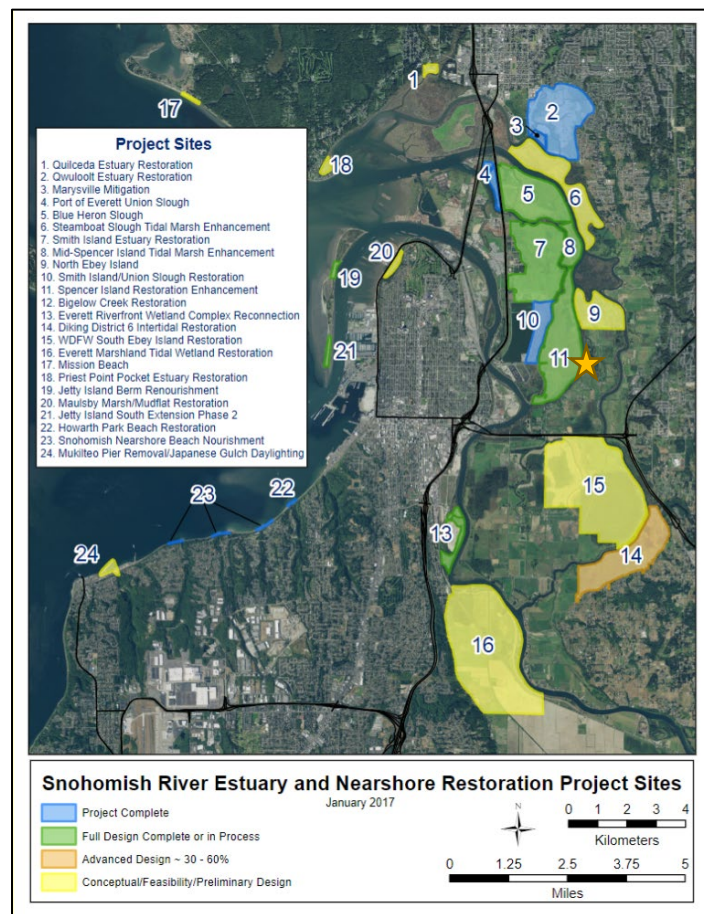 1
2
3
17
18
4
5
6
7
8
19
20
9
10
11
21
15
22
23
13
14
24
16
Project Sites
1. Quilceda Estuary Restoration
2. Qwuloolt Estuary Restoration
3. Marysville Mitigation
4. Port of Everett Union Slough
5. Blue Heron Slough
6. Steamboat Slough Tidal Marsh Enhancement
7. Smith Island Estuary Restoration
8. Mid-Spencer Island Tidal Marsh Enhancement
9. North Ebey Island
10. Smith Island/Union Slough Restoration
11. Spencer Island Restoration Enhancement
12. Bigelow Creek Restoration
13. Everett Riverfront Wetland Complex Reconnection
14. Diking District 6 Intertidal Restoration
15. WDFW South Ebey Island Restoration
16. Everett Marshland Tidal Wetland Restoration
17. Mission Beach
18. Priest Point Pocket Estuary Restoration
19. Jetty Island Berm Renourishment
20. Maulsby Marsh/Mudflat Restoration
21. Jetty Island South Extension Phase 2
22. Howarth Park Beach Restoration
23. Snohomish Nearshore Beach Nourishment
24. Mukilteo Pier Removal/Japanese Gulch Daylighting
Snohomish River Estuary and Nearshore Restoration Project Sites
January 2017
Project Complete
Full Design Complete or in Process
Advanced Design ~ 30 - 60%
Conceptual/Feasibility/Preliminary Design
N
0 1 2 3 4
Kilometers
0 1.25 2.5 3.75 5
Miles